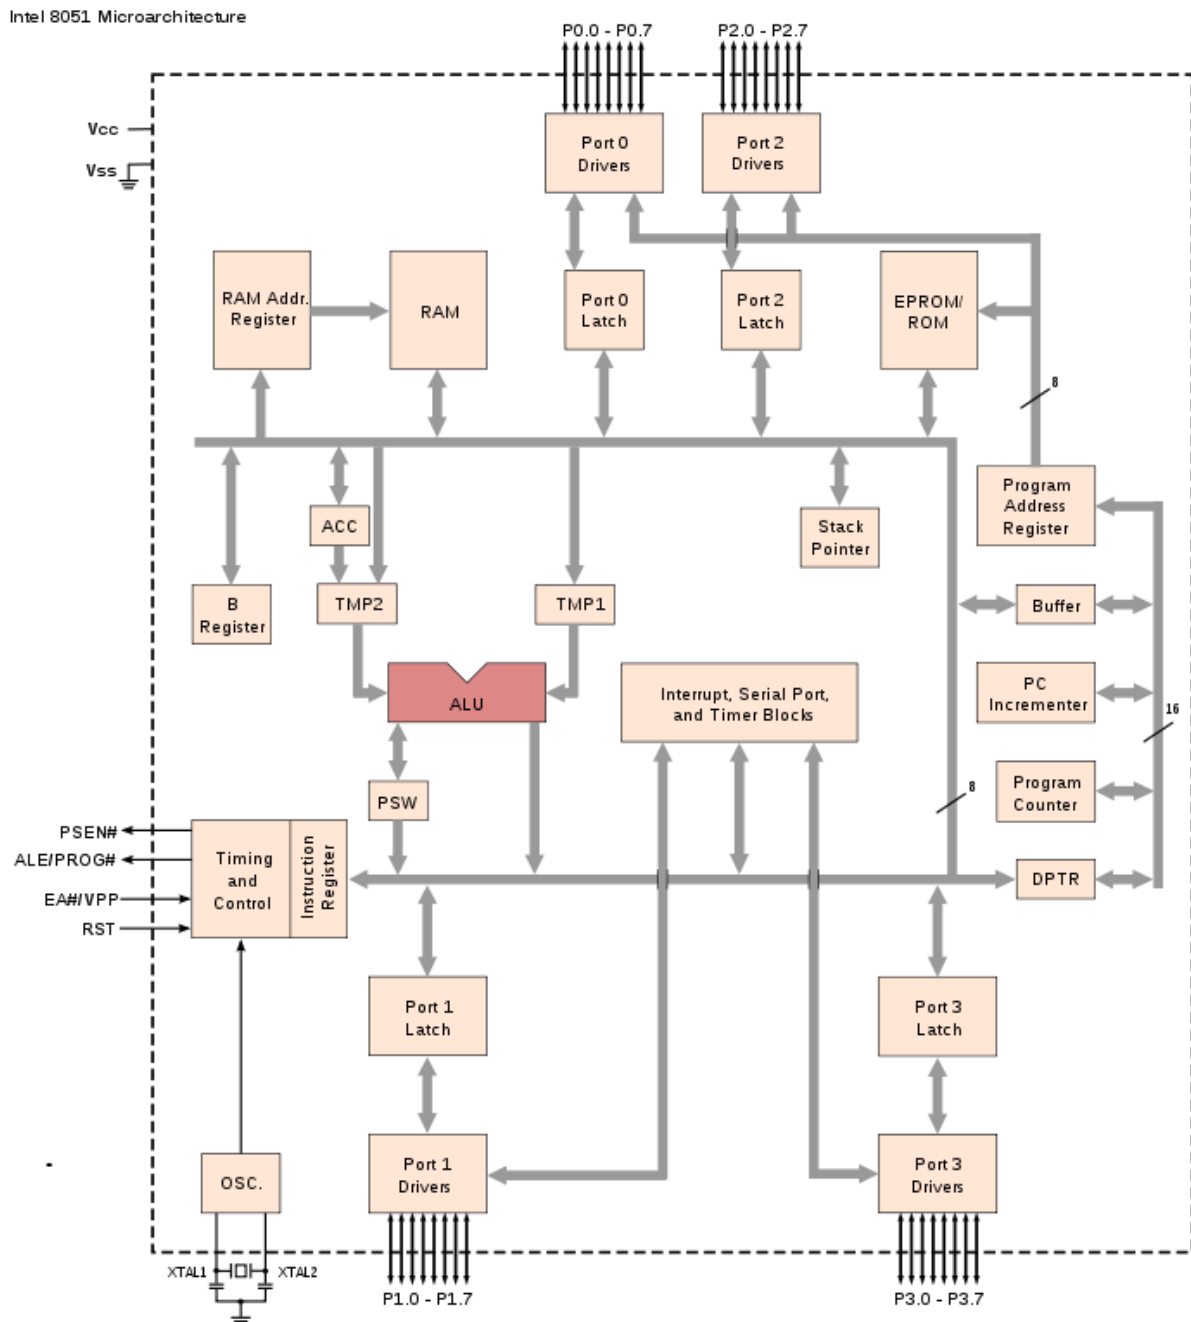 Intel 8051 Microarchitecture
P0.0 - P0.7
P2.0 - P2.7
Vcc
Vss
Port 0
Drivers
Port 2
Drivers
RAM Addr.
Register
RAM
Port 0
Latch
Port 2
Latch
EPROM/
ROM
8
Program
Address
Register
ACC
Stack
Pointer
B
Register
TMP2
TMP1
Buffer
ALU
Interrupt, Serial Port,
and Timer Blocks
PC
Incrementer
16
PSW
8
Program
Counter
PSEN#
ALE/PROG#
EA#/VPP
RST
Timing
and
Control
Instruction
Register
DPTR
Port 1
Latch
Port 3
Latch
OSC.
Port 1
Drivers
Port 3
Drivers
XTAL1
XTAL2
P1.0 - P1.7
P3.0 - P3.7